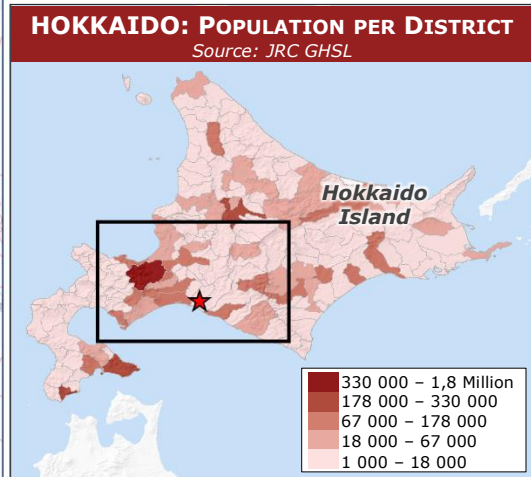 HOKKAIDO: POPULATION PER DISTRICT
Source: JRC GHSL
Hokkaido
Island
330 000 – 1,8 Million
178 000 – 330 000
67 000 – 178 000
18 000 – 67 000
1 000 – 18 000